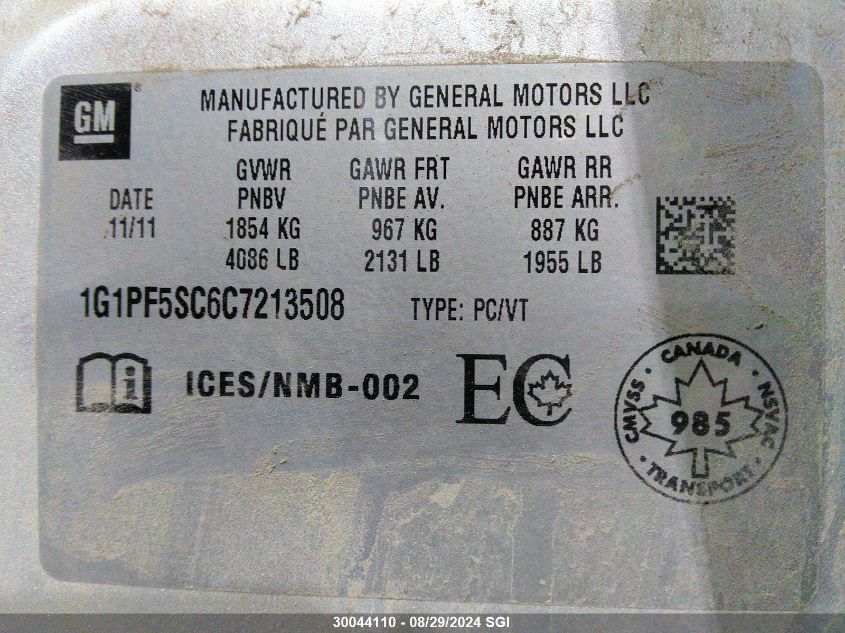 GM ®
MANUFACTURED BY GENERAL MOTORS LLC
FABRIQUÉ PAR GENERAL MOTORS LLC
GVWR GAWR FRT GAWR RR
DATE PNBV PNBE AV. PNBE ARR.
11/11 1854 KG 967 KG 887 KG
4086 LB 2131 LB 1955 LB
1G1PF5SC6C7213508 TYPE: PC/VT
i ICES/NMB-002 EC
CANADA
CMVSS 985 NSVAC
TRANSPORT
30044110 - 08/29/2024 SGI